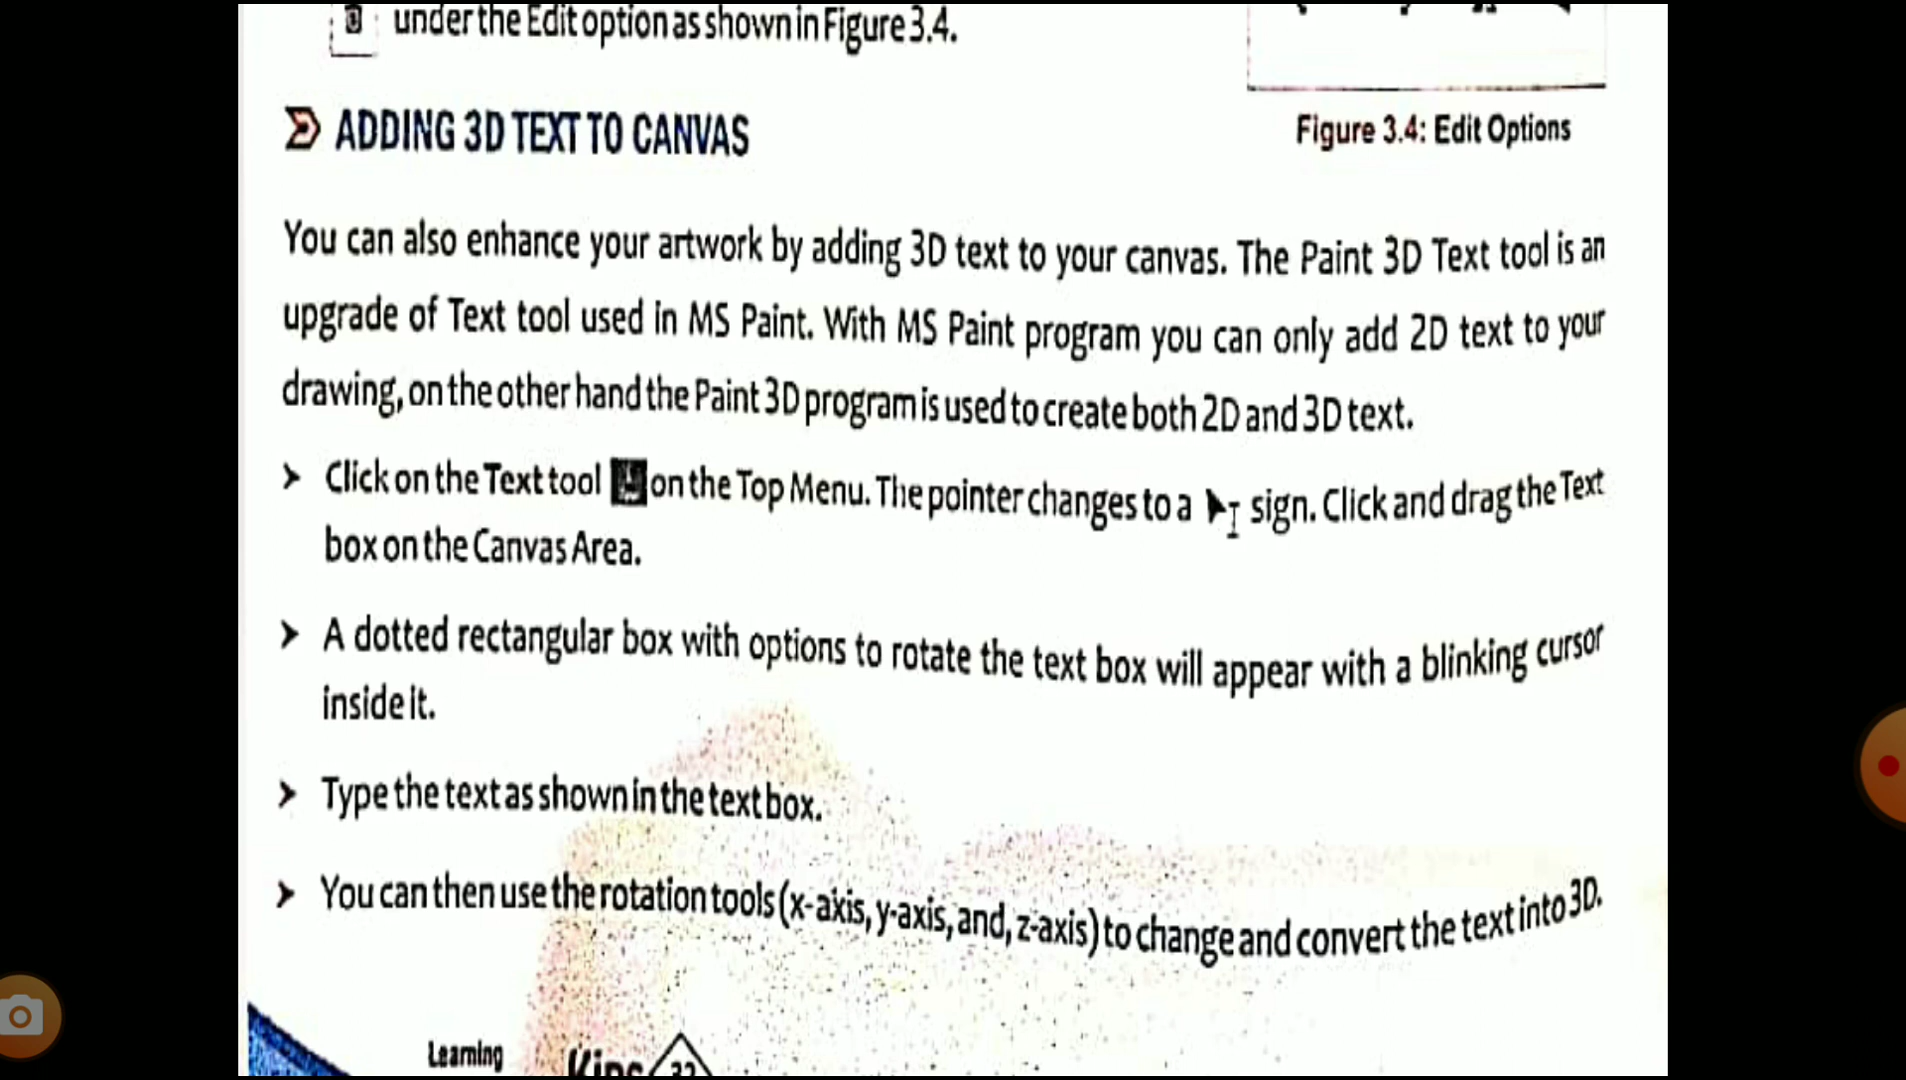 under the Edit option as shown in Figure 3.4.
ADDING 3D TEXT TO CANVAS
Figure 3.4: Edit Options
You can also enhance your artwork by adding 3D text to your canvas. The Paint 3D Text tool is an
upgrade of Text tool used in MS Paint. With MS Paint program you can only add 2D text to your
drawing, on the other hand the Paint 3D program is used to create both 2D and 3D text.
➤ Click on the Text tool on the Top Menu. The pointer changes to a sign. Click and drag the Text
box on the Canvas Area.
➤ A dotted rectangular box with options to rotate the text box will appear with a blinking cursor
inside it.
➤ Type the text as shown in the text box.
➤ You can then use the rotation tools (x-axis, y-axis, and, z-axis) to change and convert the text into 3D.
Learning
Kips
32